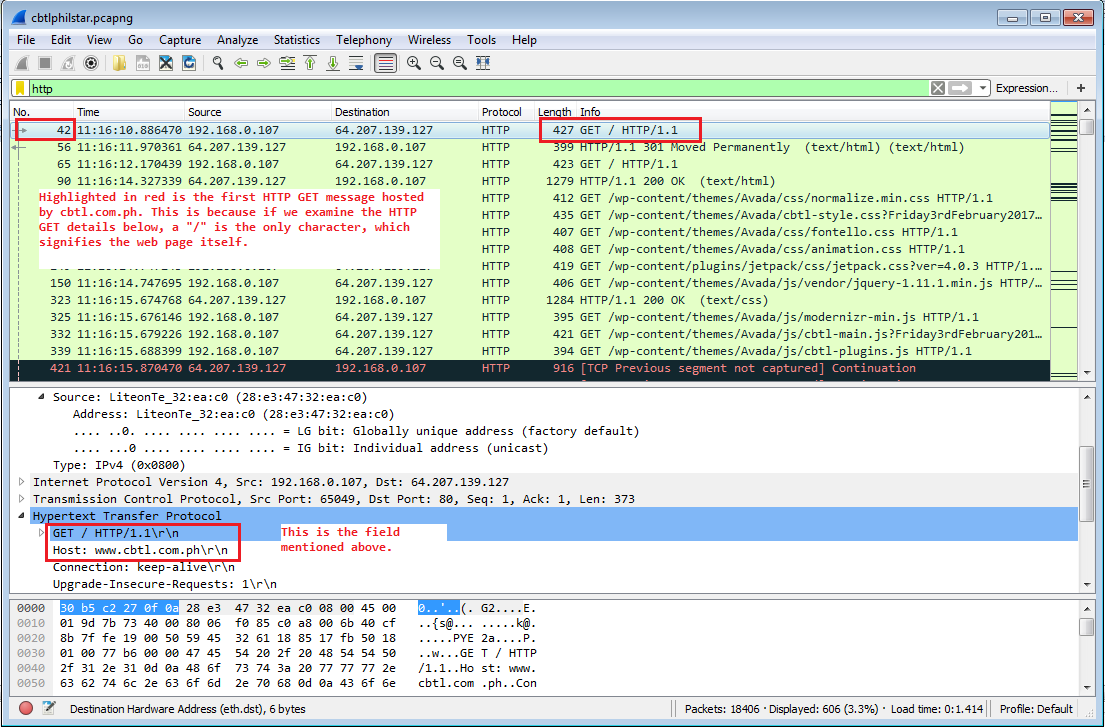 cbtlphilstar.pcapng
File Edit View Go Capture Analyze Statistics Telephony Wireless Tools Help
http Expression... +
No. Time Source Destination Protocol Length Info
42 11:16:10.886470 192.168.0.107 64.207.139.127 HTTP 427 GET / HTTP/1.1
56 11:16:11.970361 64.207.139.127 192.168.0.107 HTTP 399 HTTP/1.1 301 Moved Permanently (text/html) (text/html)
65 11:16:12.170439 192.168.0.107 64.207.139.127 HTTP 423 GET / HTTP/1.1
90 11:16:14.327339 64.207.139.127 192.168.0.107 HTTP 1279 HTTP/1.1 200 OK (text/html)
412 GET /wp-content/themes/Avada/css/normalize.min.css HTTP/1.1
435 GET /wp-content/themes/Avada/cbtl-style.css?Friday3rdFebruary2017…
407 GET /wp-content/themes/Avada/css/fontello.css HTTP/1.1
408 GET /wp-content/themes/Avada/css/animation.css HTTP/1.1
419 GET /wp-content/plugins/jetpack/css/jetpack.css?ver=4.0.3 HTTP/1.…
Highlighted in red is the first HTTP GET message hosted
by cbtl.com.ph. This is because if we examine the HTTP
GET details below, a "/" is the only character, which
signifies the web page itself.
150 11:16:14.747695 192.168.0.107 64.207.139.127 HTTP 406 GET /wp-content/themes/Avada/js/vendor/jquery-1.11.1.min.js HTTP/…
323 11:16:15.674768 64.207.139.127 192.168.0.107 HTTP 1284 HTTP/1.1 200 OK (text/css)
325 11:16:15.676146 192.168.0.107 64.207.139.127 HTTP 395 GET /wp-content/themes/Avada/js/modernizr-min.js HTTP/1.1
332 11:16:15.679226 192.168.0.107 64.207.139.127 HTTP 421 GET /wp-content/themes/Avada/js/cbtl-main.js?Friday3rdFebruary201…
339 11:16:15.688399 192.168.0.107 64.207.139.127 HTTP 394 GET /wp-content/themes/Avada/js/cbtl-plugins.js HTTP/1.1
421 11:16:15.870470 64.207.139.127 192.168.0.107 HTTP 916 [TCP Previous segment not captured] Continuation
Source: LiteonTe_32:ea:c0 (28:e3:47:32:ea:c0)
Address: LiteonTe_32:ea:c0 (28:e3:47:32:ea:c0)
.... ..0. .... .... .... .... = LG bit: Globally unique address (factory default)
.... ...0 .... .... .... .... = IG bit: Individual address (unicast)
Type: IPv4 (0x0800)
Internet Protocol Version 4, Src: 192.168.0.107, Dst: 64.207.139.127
Transmission Control Protocol, Src Port: 65049, Dst Port: 80, Seq: 1, Ack: 1, Len: 373
Hypertext Transfer Protocol
GET / HTTP/1.1\r\n
Host: www.cbtl.com.ph\r\n
This is the field
mentioned above.
Connection: keep-alive\r\n
Upgrade-Insecure-Requests: 1\r\n
0000 30 b5 c2 27 0f 0a 28 e3 47 32 ea c0 08 00 45 00 0..'..(. G2....E.
0010 01 9d 7b 73 40 00 80 06 f0 85 c0 a8 00 6b 40 cf ..{s@... .....k@.
0020 8b 7f fe 19 00 50 59 45 32 61 18 85 17 fb 50 18 .....PYE 2a....P.
0030 01 00 77 b6 00 00 47 45 54 20 2f 20 48 54 54 50 ..w...GE T / HTTP
0040 2f 31 2e 31 0d 0a 48 6f 73 74 3a 20 77 77 77 2e /1.1..Ho st: www.
0050 63 62 74 6c 2e 63 6f 6d 2e 70 68 0d 0a 43 6f 6e cbtl.com .ph..Con
Destination Hardware Address (eth.dst), 6 bytes Packets: 18406 · Displayed: 606 (3.3%) · Load time: 0:1.414 Profile: Default